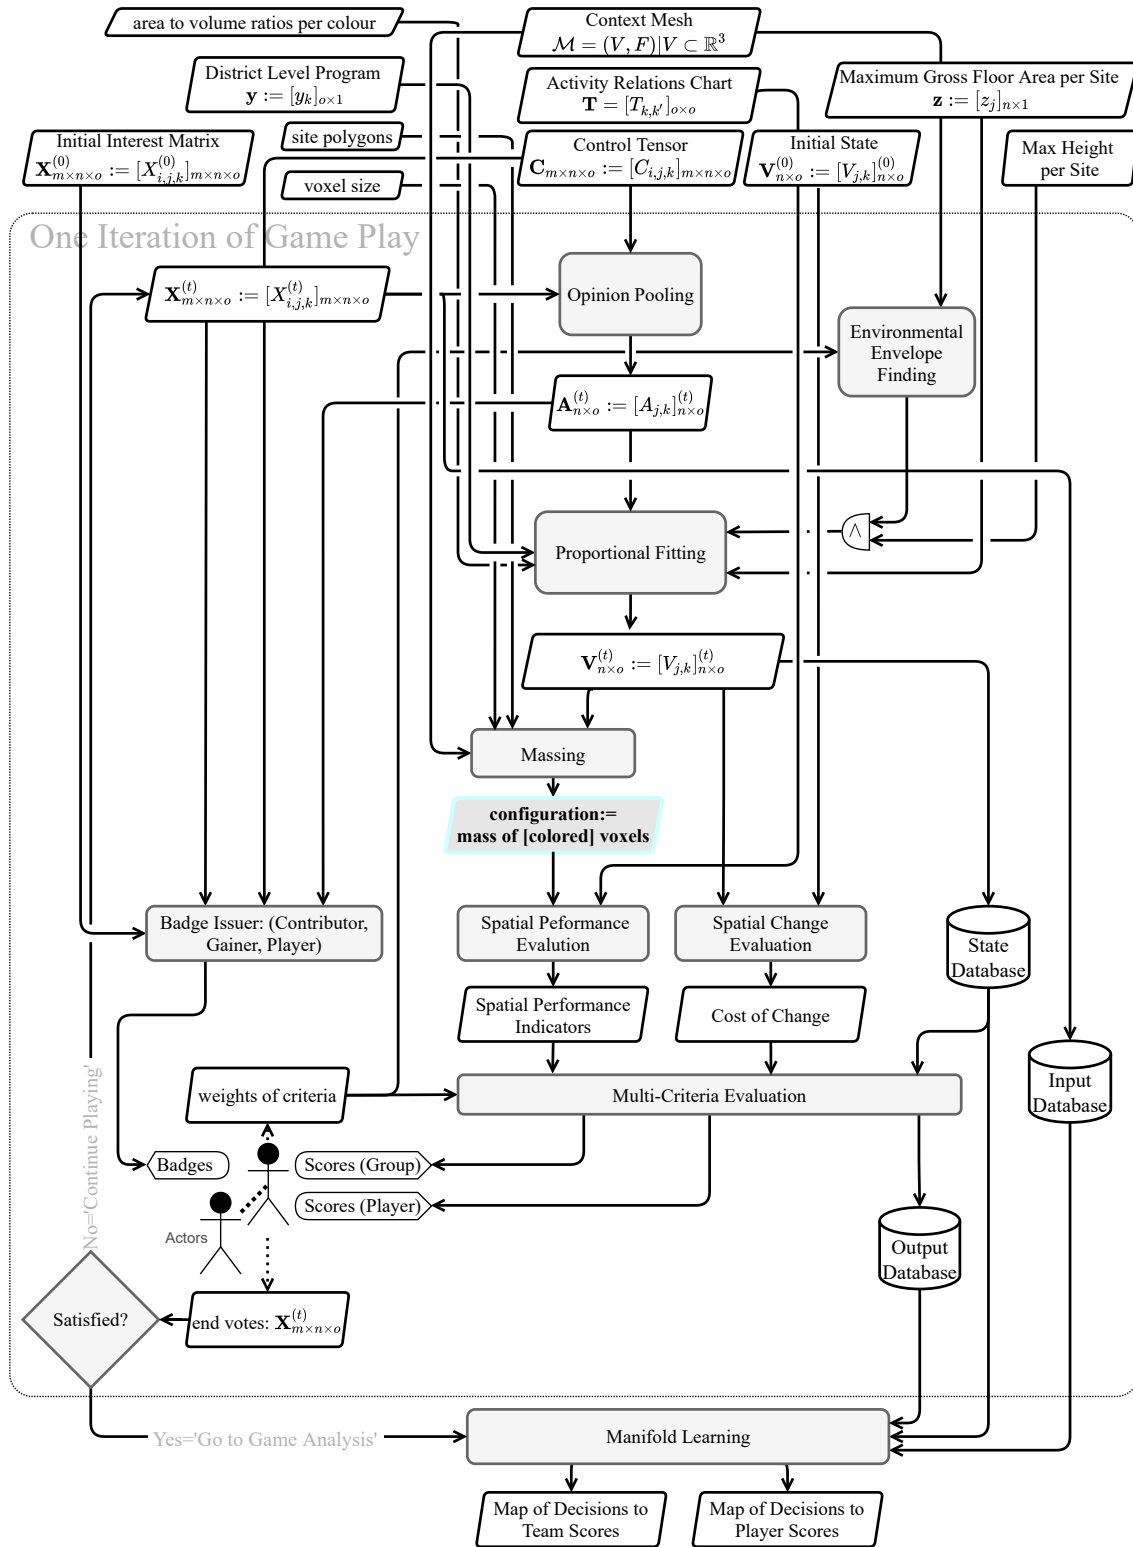 area to volume ratios per colour
Context Mesh
ℳ = (V, F)|V ⊂ ℝ³
District Level Program
𝐲 := [y_k]_{o×1}
Activity Relations Chart
𝐓 = [T_{k,k'}]_{o×o}
Maximum Gross Floor Area per Site
𝐳 := [z_j]_{n×1}
Initial Interest Matrix
𝐗^{(0)}_{m×n×o} := [X^{(0)}_{i,j,k}]_{m×n×o}
site polygons
voxel size
Control Tensor
𝐂_{m×n×o} := [C_{i,j,k}]_{m×n×o}
Initial State
𝐕^{(0)}_{n×o} := [V_{j,k}]^{(0)}_{n×o}
Max Height
per Site
One Iteration of Game Play
𝐗^{(t)}_{m×n×o} := [X^{(t)}_{i,j,k}]_{m×n×o}
Opinion Pooling
Environmental
Envelope
Finding
𝐀^{(t)}_{n×o} := [A_{j,k}]^{(t)}_{n×o}
∧
Proportional Fitting
𝐕^{(t)}_{n×o} := [V_{j,k}]^{(t)}_{n×o}
Massing
configuration:=
mass of [colored] voxels
Badge Issuer: (Contributor,
Gainer, Player)
Spatial Peformance
Evalution
Spatial Change
Evaluation
State
Database
Spatial Performance
Indicators
Cost of Change
Input
Database
weights of criteria
Multi-Criteria Evaluation
Badges
Scores (Group)
Scores (Player)
Actors
Output
Database
No='Continue Playing'
Satisfied?
end votes: 𝐗^{(t)}_{m×n×o}
Yes='Go to Game Analysis'
Manifold Learning
Map of Decisions to
Team Scores
Map of Decisions to
Player Scores